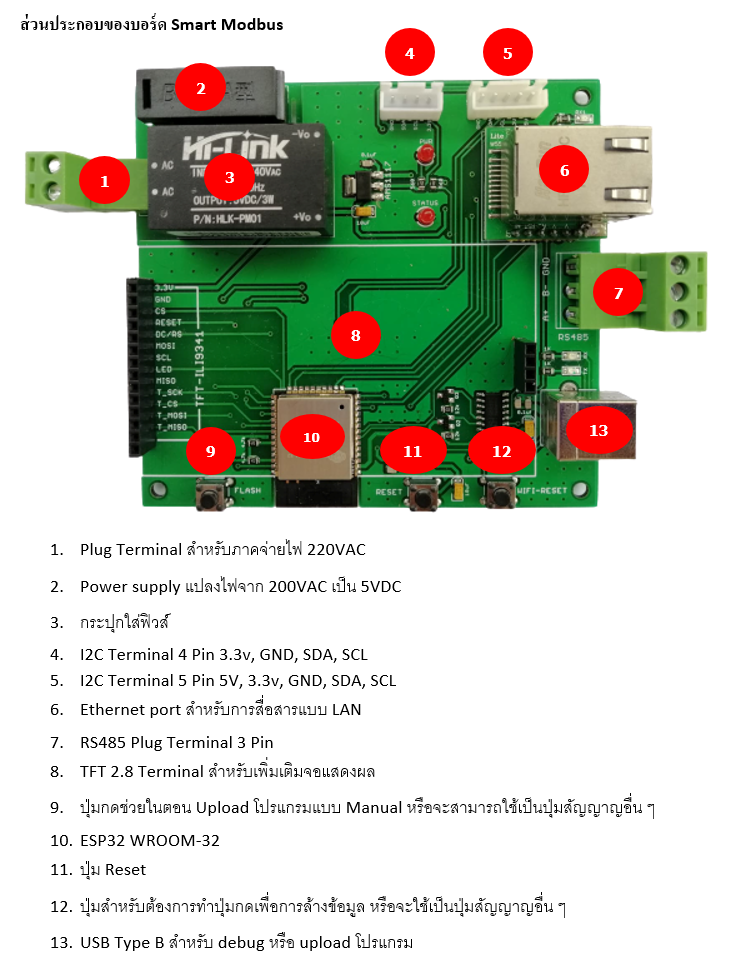 ส่วนประกอบของบอร์ด Smart Modbus
4
5
2
1
3
6
7
8
9
10
11
12
13
Hi-Link
-Vo
AC
AC
OUTPUT:5VDC/3W
P/N:HLK-PM01
+Vo
0.1uF
AMS1117
10uF
PWR
STATUS
Lite
3.3V
GND
CS
RESET
DC/RS
MOSI
SCL
LED
MISO
T_SCK
T_CS
T_MOSI
T_MISO
TFT-ILI9341
A+ B- GND
RS485
FLASH
RESET
WIFI-RESET
1. Plug Terminal สำหรับภาคจ่ายไฟ 220VAC
2. Power supply แปลงไฟจาก 200VAC เป็น 5VDC
3. กระปุกใส่ฟิวส์
4. I2C Terminal 4 Pin 3.3v, GND, SDA, SCL
5. I2C Terminal 5 Pin 5V, 3.3v, GND, SDA, SCL
6. Ethernet port สำหรับการสื่อสารแบบ LAN
7. RS485 Plug Terminal 3 Pin
8. TFT 2.8 Terminal สำหรับเพิ่มเติมจอแสดงผล
9. ปุ่มกดช่วยในตอน Upload โปรแกรมแบบ Manual หรือจะสามารถใช้เป็นปุ่มสัญญาญอื่น ๆ
10. ESP32 WROOM-32
11. ปุ่ม Reset
12. ปุ่มสำหรับต้องการทำปุ่มกดเพื่อการล้างข้อมูล หรือจะใช้เป็นปุ่มสัญญาญอื่น ๆ
13. USB Type B สำหรับ debug หรือ upload โปรแกรม